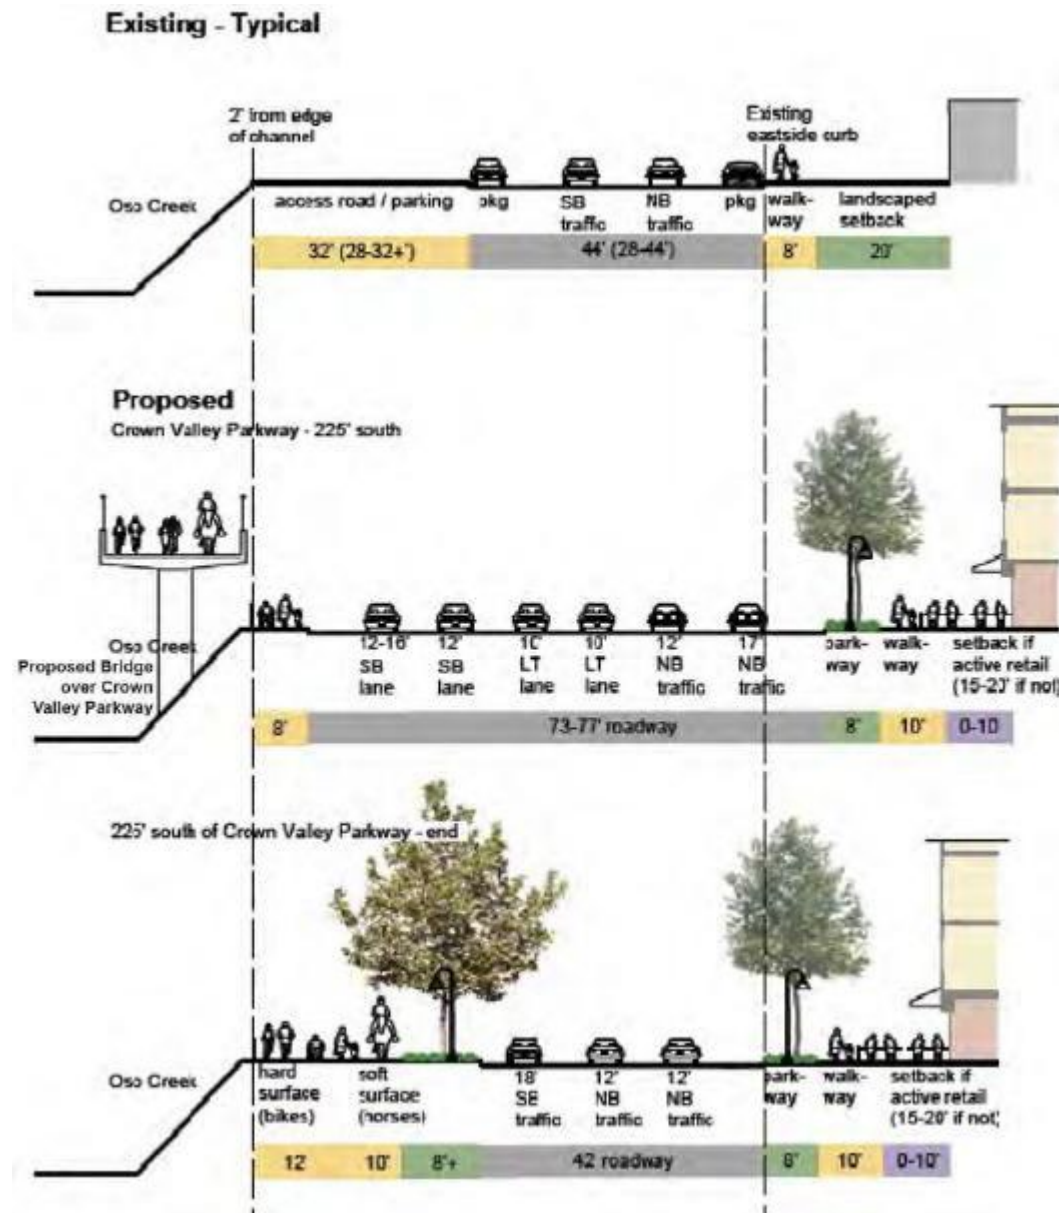 Existing - Typical
2' from edge
of channel
Existing
eastside curb
Oso Creek
access road / parking
pkg
SB
traffic
NB
traffic
pkg
walk-
way
landscaped
setback
32' (28-32+')
44' (28-44')
8'
20'
Proposed
Crown Valley Parkway - 225' south
Oso Creek
Proposed Bridge
over Crown
Valley Parkway
12-16'
SB
lane
12'
SB
lane
10'
LT
lane
10'
LT
lane
12'
NB
traffic
17'
NB
traffic
park-
way
walk-
way
setback if
active retail
(15-20' if not)
8'
73-77' roadway
8'
10'
0-10
225' south of Crown Valley Parkway - end
Oso Creek
hard
surface
(bikes)
soft
surface
(horses)
18'
SB
traffic
12'
NB
traffic
12'
NB
traffic
park-
way
walk-
way
setback if
active retail
(15-20' if not)
12'
10'
8'+
42 roadway
10'
0-10'